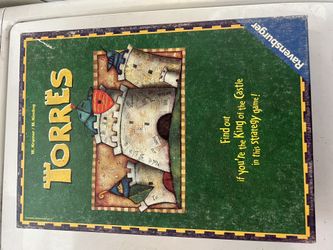 Ravensburger
W. Kramer / M. Kiesling
TORRES
Find out
if you're the King of the Castle
in this strategy game!